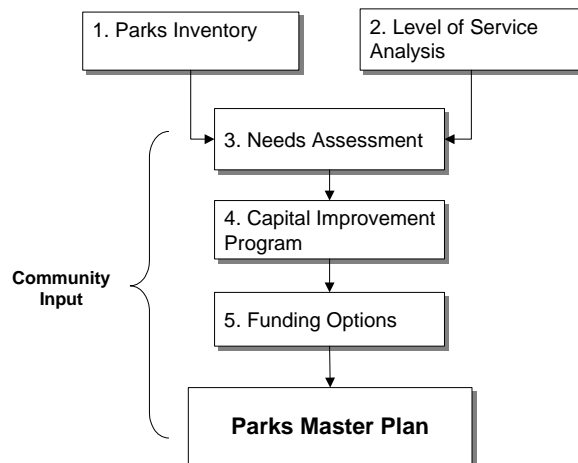 1. Parks Inventory
2. Level of Service
Analysis
3. Needs Assessment
4. Capital Improvement
Program
Community
Input
5. Funding Options
Parks Master Plan